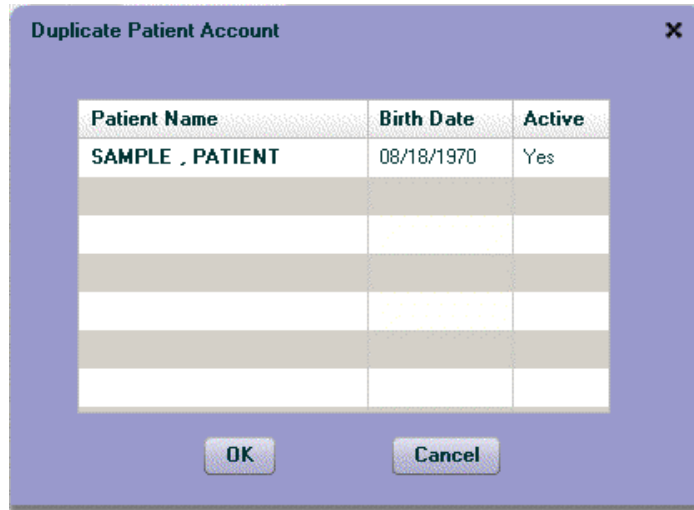 Duplicate Patient Account
Patient Name Birth Date Active
SAMPLE , PATIENT 08/18/1970 Yes
OK Cancel